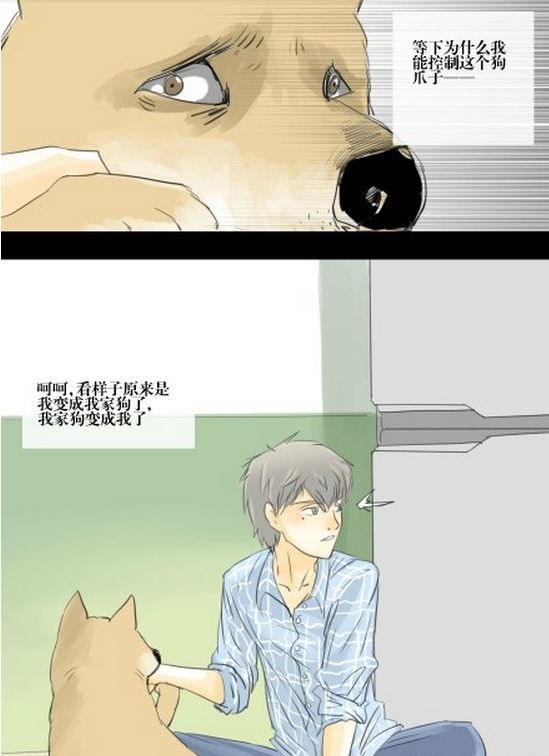 等下为什么我
能控制这个狗
爪子——
呵呵,看样子原来是
我变成我家狗了,
我家狗变成我了